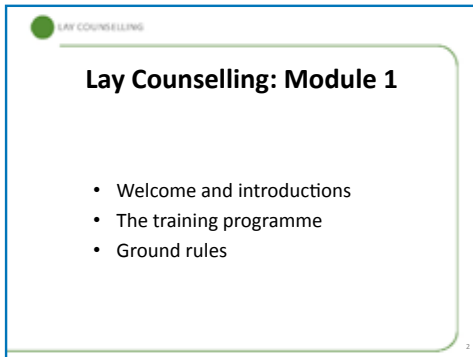 LAY COUNSELLING
Lay Counselling: Module 1
• Welcome and introductions
• The training programme
• Ground rules
2